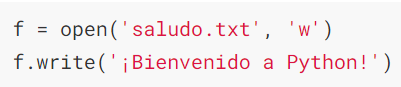 f = open('saludo.txt', 'w')
f.write('¡Bienvenido a Python!')